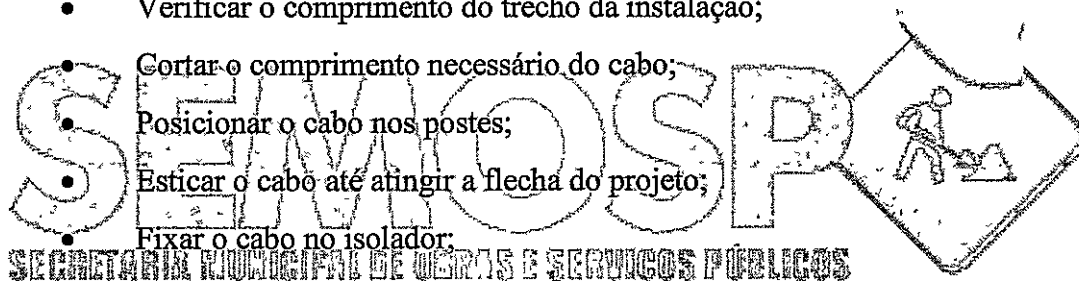 • Verificar o comprimento do trecho da instalação;
• Cortar o comprimento necessário do cabo;
• Posicionar o cabo nos postes;
• Esticar o cabo até atingir a flecha do projeto;
• Fixar o cabo no isolador;
SEMOSP
SECRETARIA MUNICIPAL DE OBRAS E SERVIÇOS PÚBLICOS